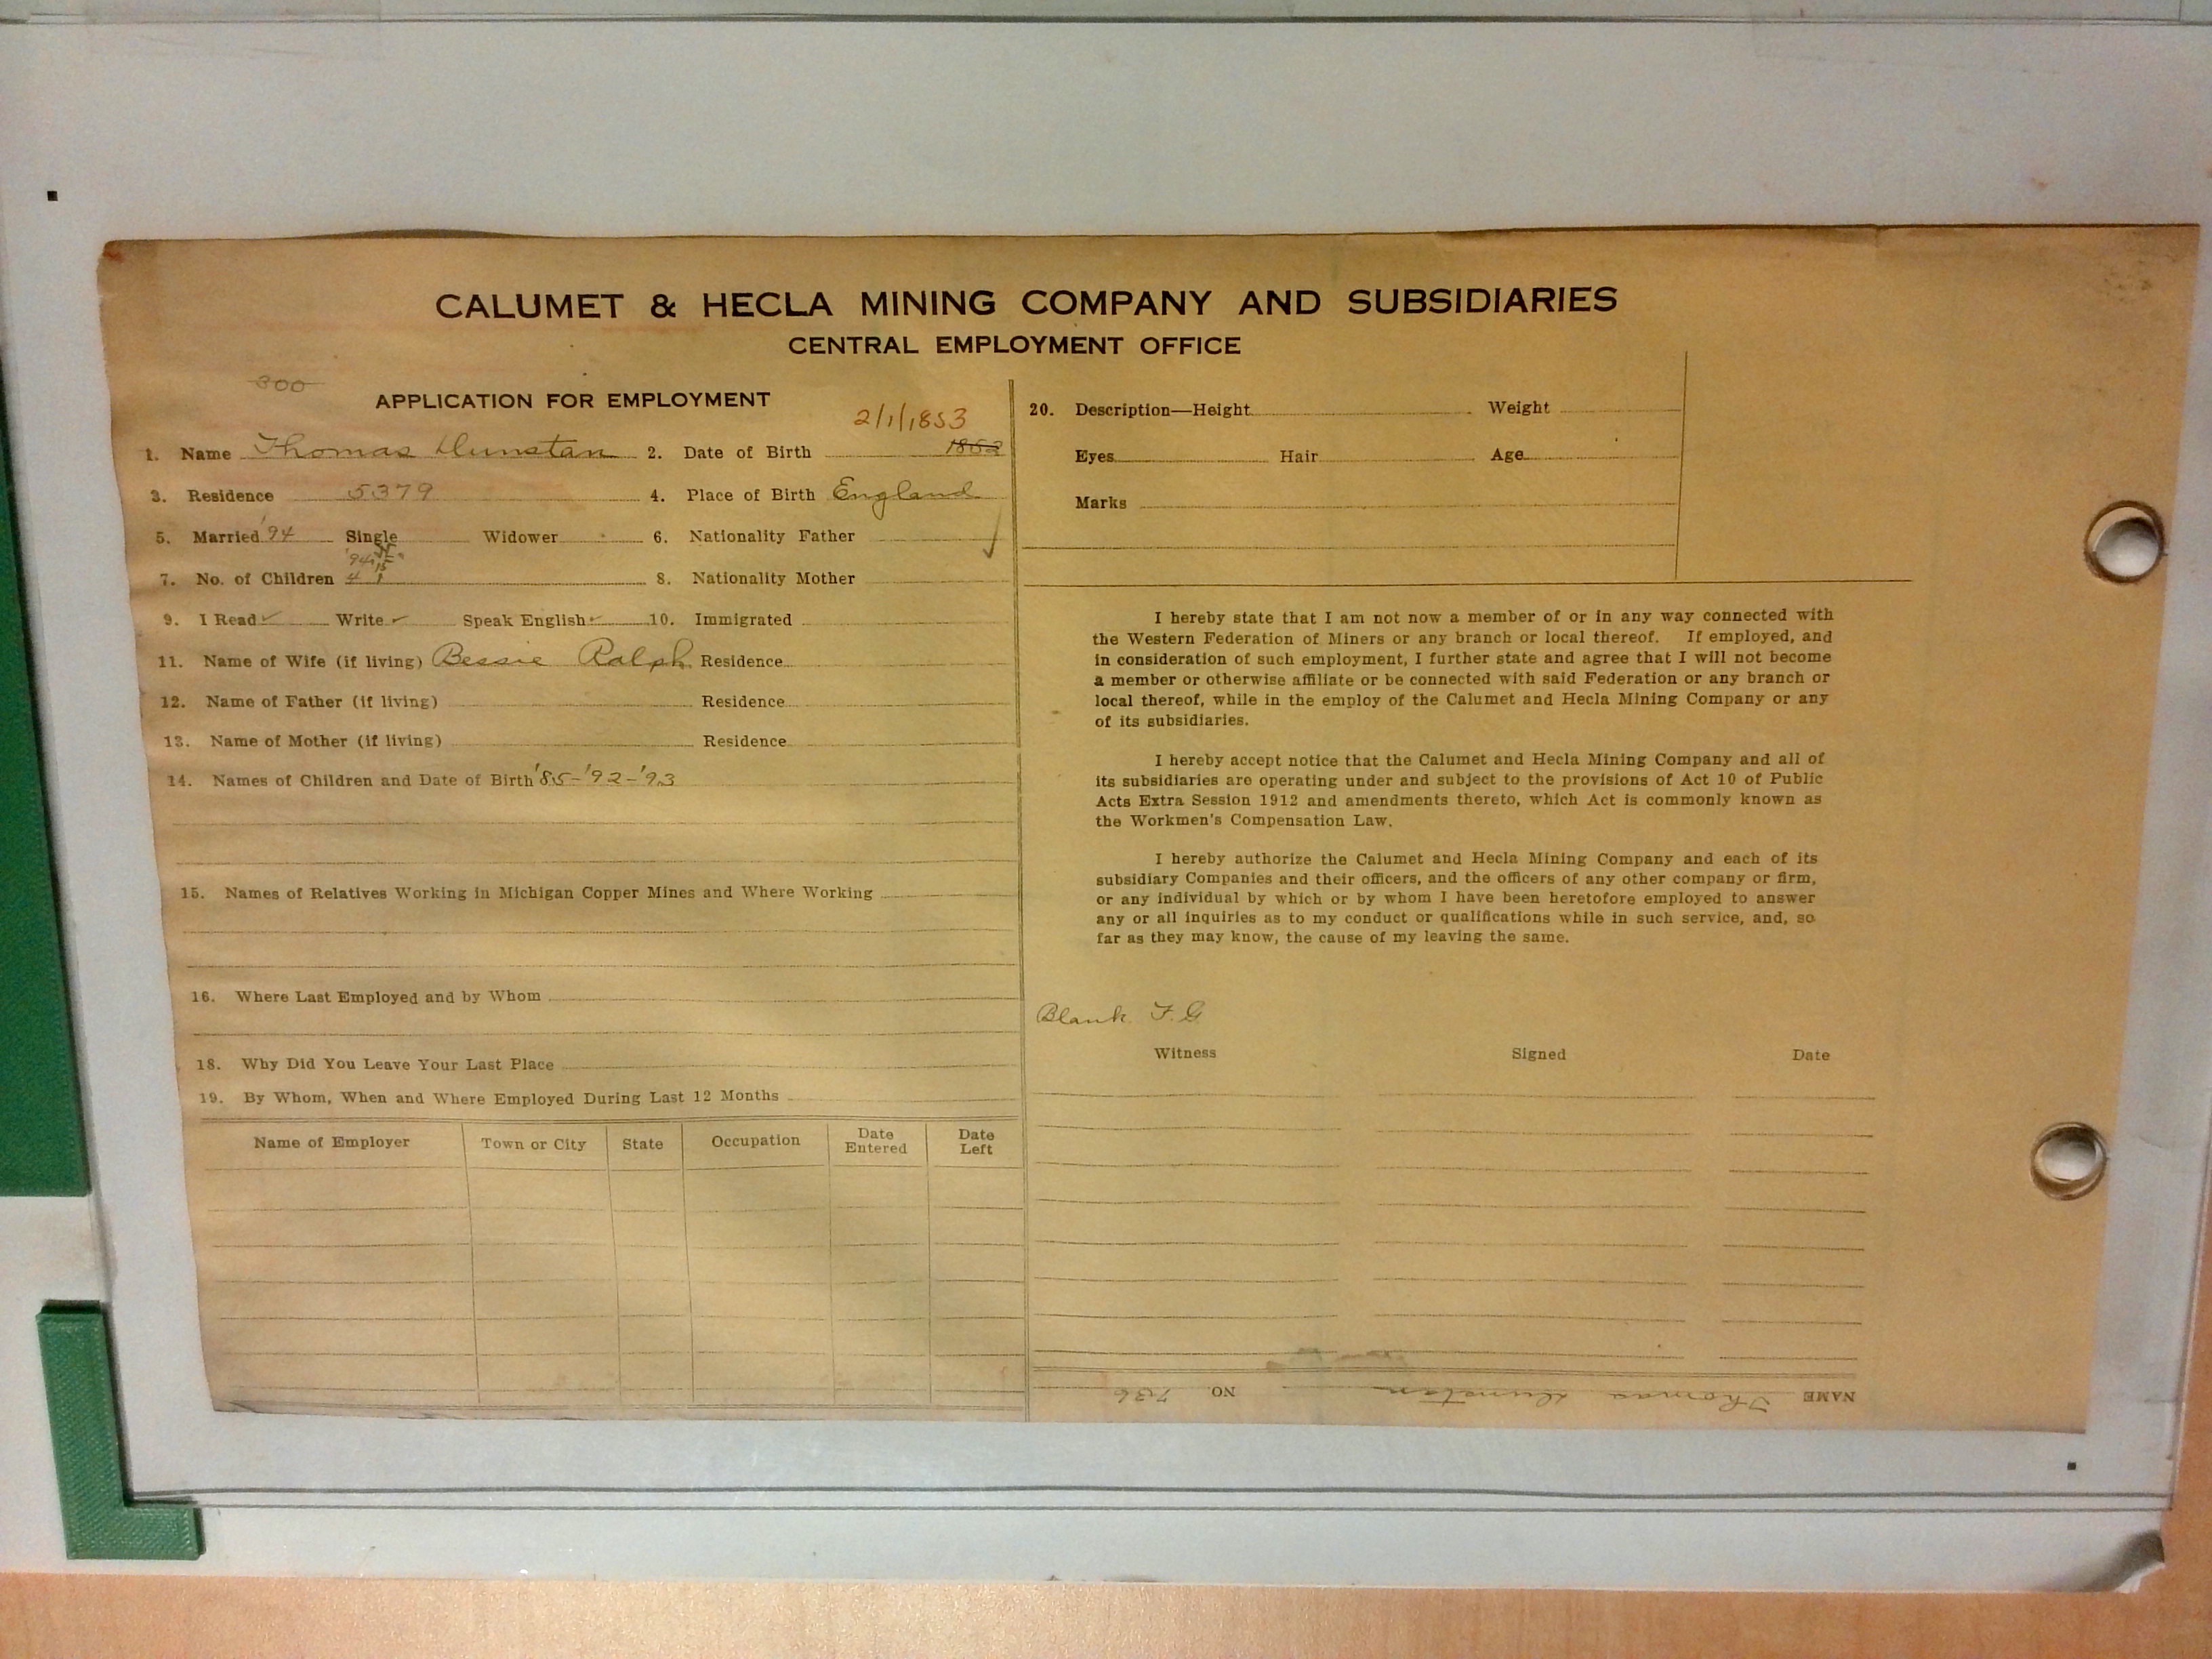 CALUMET & HECLA MINING COMPANY AND SUBSIDIARIES
CENTRAL EMPLOYMENT OFFICE
300
APPLICATION FOR EMPLOYMENT
2/1/1853
1. Name Thomas Dunstan 2. Date of Birth 1852
3. Residence 5379 4. Place of Birth England
5. Married '94 Single Widower 6. Nationality Father
'94
7. No. of Children 4 1 8. Nationality Mother
9. I Read ✓ Write ✓ Speak English ✓ 10. Immigrated
11. Name of Wife (if living) Bessie Ralph Residence
12. Name of Father (if living) Residence
13. Name of Mother (if living) Residence
14. Names of Children and Date of Birth '85-'92-'93
15. Names of Relatives Working in Michigan Copper Mines and Where Working
16. Where Last Employed and by Whom
18. Why Did You Leave Your Last Place
19. By Whom, When and Where Employed During Last 12 Months
Name of Employer Town or City State Occupation Date Entered Date Left
20. Description—Height Weight
Eyes Hair Age
Marks
I hereby state that I am not now a member of or in any way connected with
the Western Federation of Miners or any branch or local thereof. If employed, and
in consideration of such employment, I further state and agree that I will not become
a member or otherwise affiliate or be connected with said Federation or any branch or
local thereof, while in the employ of the Calumet and Hecla Mining Company or any
of its subsidiaries.
I hereby accept notice that the Calumet and Hecla Mining Company and all of
its subsidiaries are operating under and subject to the provisions of Act 10 of Public
Acts Extra Session 1912 and amendments thereto, which Act is commonly known as
the Workmen's Compensation Law.
I hereby authorize the Calumet and Hecla Mining Company and each of its
subsidiary Companies and their officers, and the officers of any other company or firm,
or any individual by which or by whom I have been heretofore employed to answer
any or all inquiries as to my conduct or qualifications while in such service, and, so
far as they may know, the cause of my leaving the same.
Blank F. G
Witness Signed Date
NAME Thomas Dunstan NO. 736